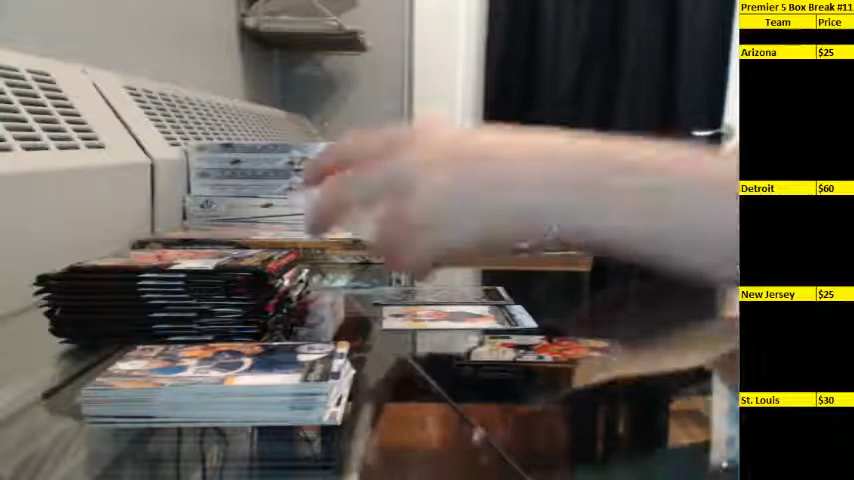 Premier 5 Box Break #11
Team Price
Arizona $25
Detroit $60
New Jersey $25
St. Louis $30